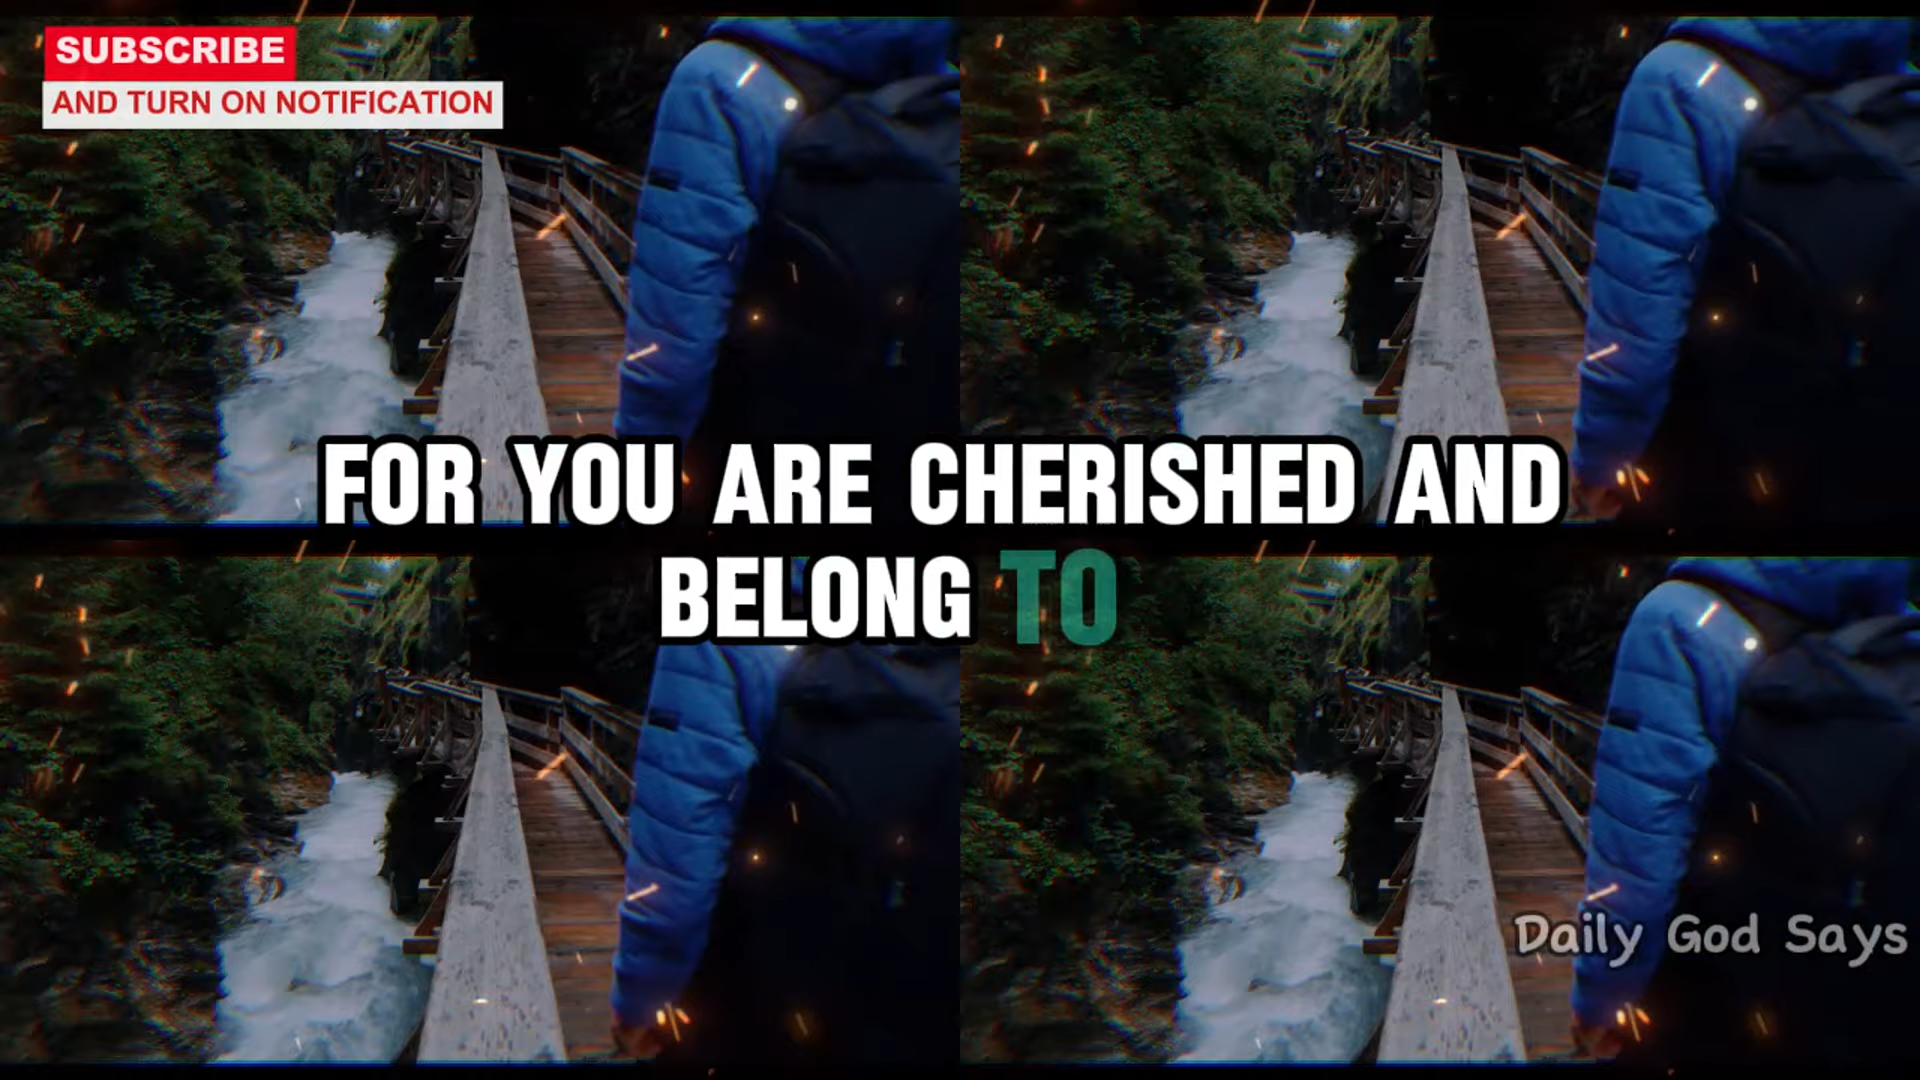 SUBSCRIBE
AND TURN ON NOTIFICATION
FOR YOU ARE CHERISHED AND
BELONG TO
Daily God Says